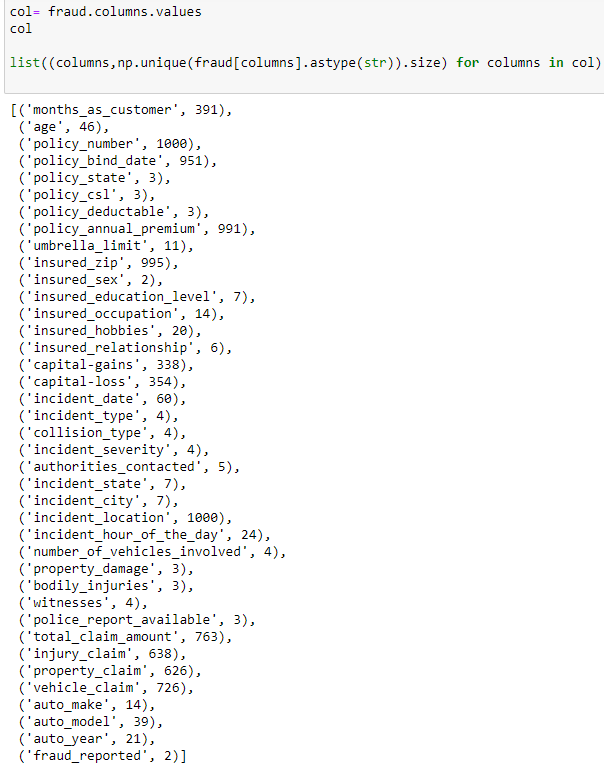 col= fraud.columns.values
col
list((columns,np.unique(fraud[columns].astype(str)).size) for columns in col)
[('months_as_customer', 391),
('age', 46),
('policy_number', 1000),
('policy_bind_date', 951),
('policy_state', 3),
('policy_csl', 3),
('policy_deductable', 3),
('policy_annual_premium', 991),
('umbrella_limit', 11),
('insured_zip', 995),
('insured_sex', 2),
('insured_education_level', 7),
('insured_occupation', 14),
('insured_hobbies', 20),
('insured_relationship', 6),
('capital-gains', 338),
('capital-loss', 354),
('incident_date', 60),
('incident_type', 4),
('collision_type', 4),
('incident_severity', 4),
('authorities_contacted', 5),
('incident_state', 7),
('incident_city', 7),
('incident_location', 1000),
('incident_hour_of_the_day', 24),
('number_of_vehicles_involved', 4),
('property_damage', 3),
('bodily_injuries', 3),
('witnesses', 4),
('police_report_available', 3),
('total_claim_amount', 763),
('injury_claim', 638),
('property_claim', 626),
('vehicle_claim', 726),
('auto_make', 14),
('auto_model', 39),
('auto_year', 21),
('fraud_reported', 2)]